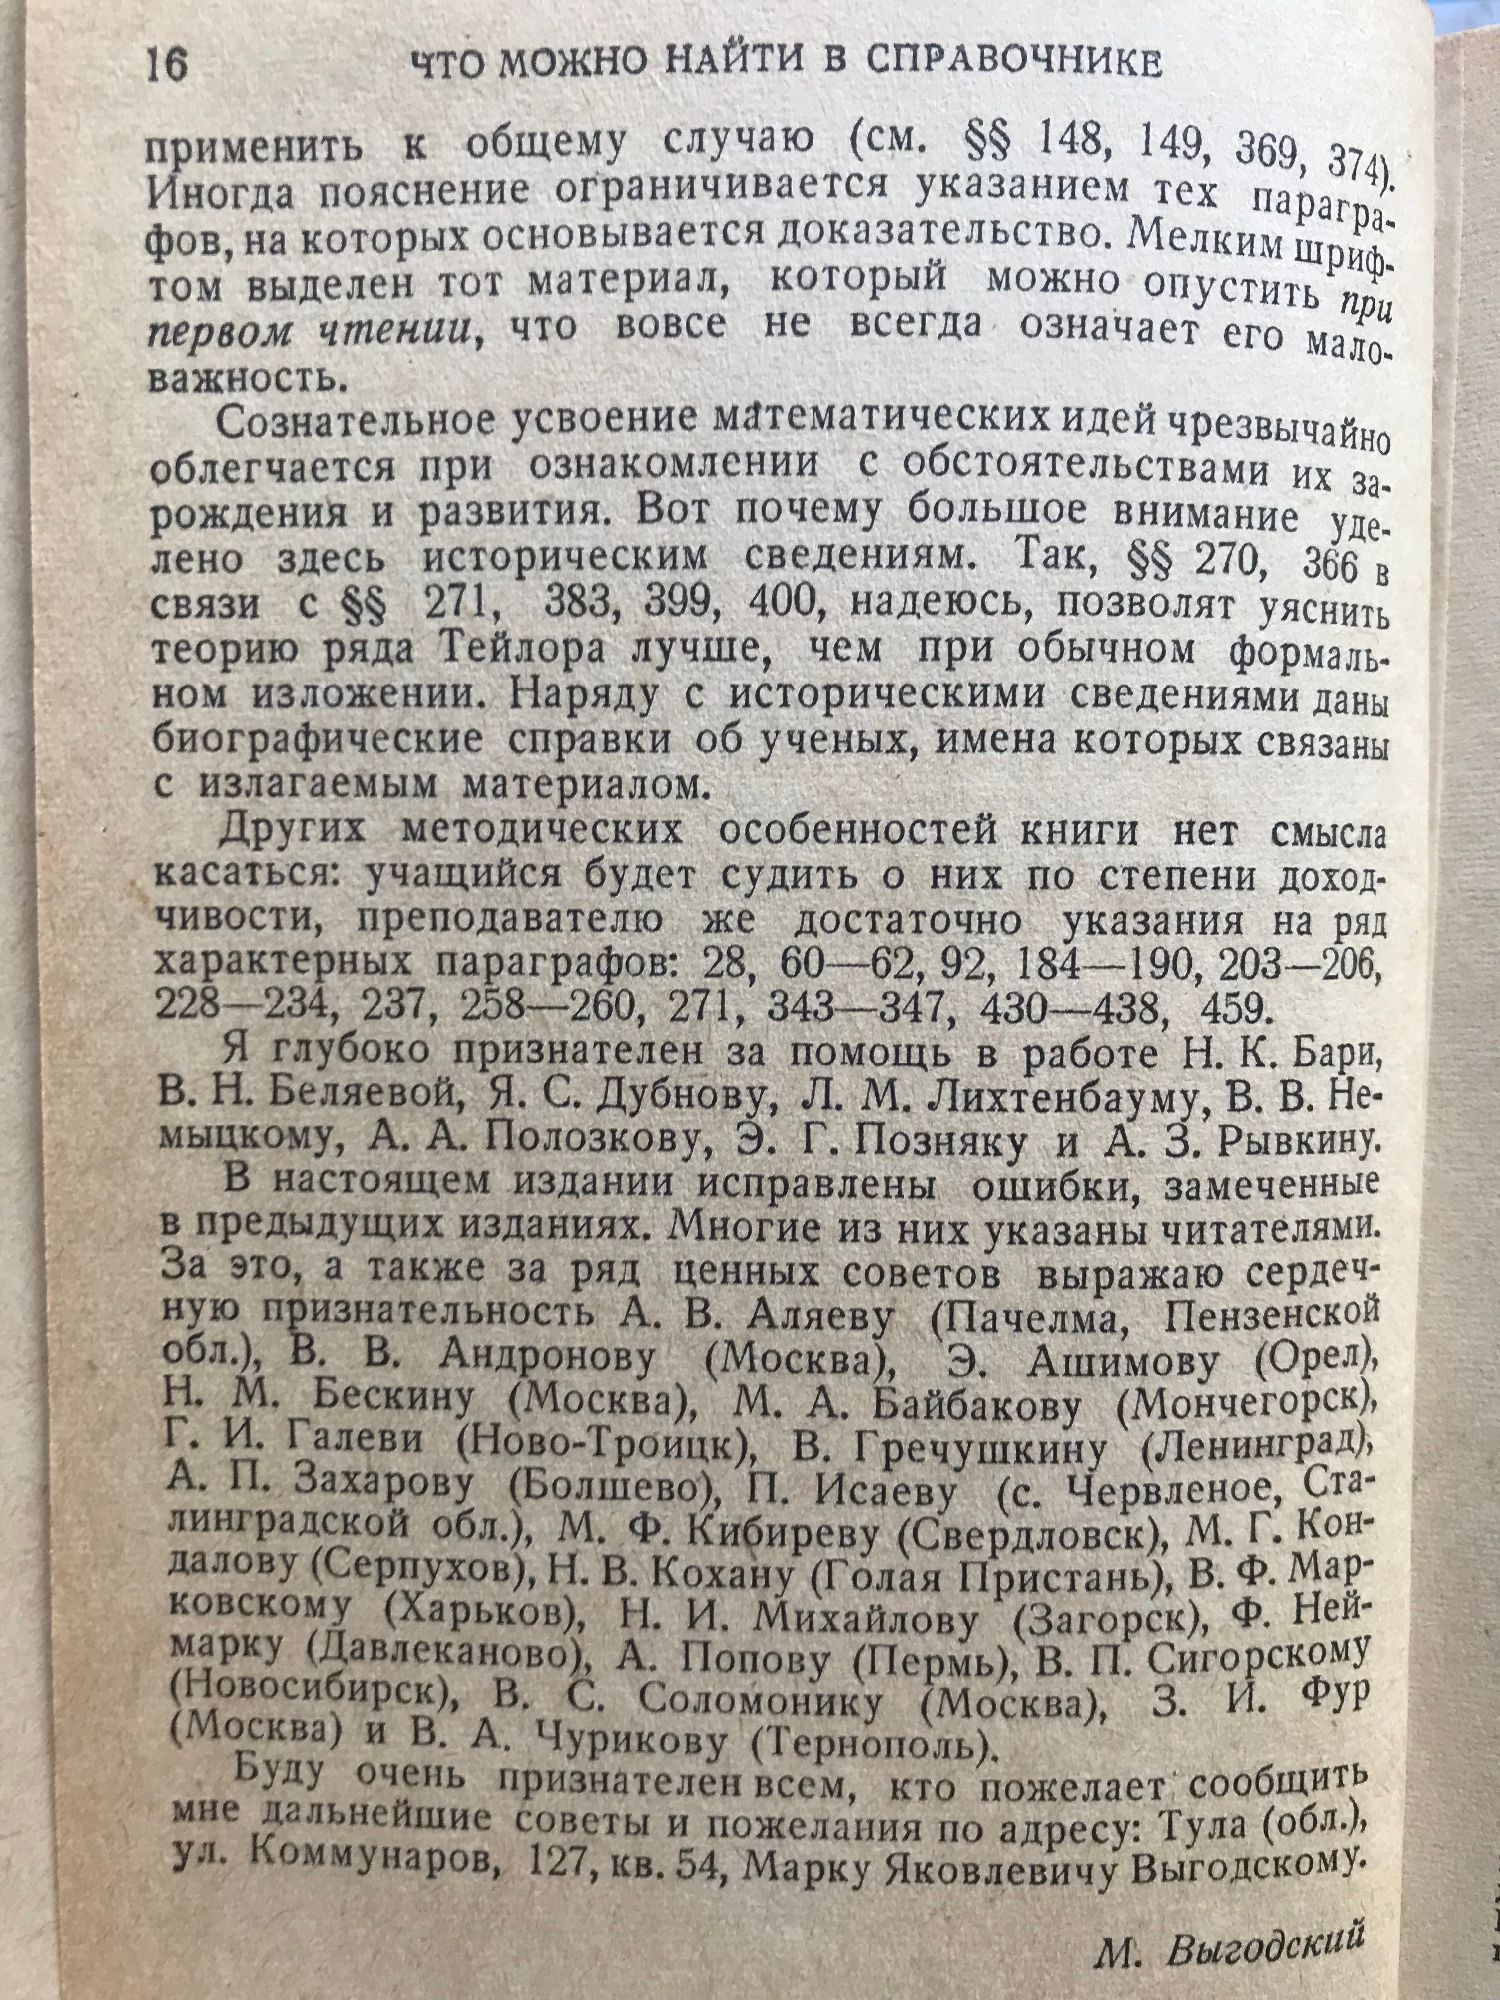 16 ЧТО МОЖНО НАЙТИ В СПРАВОЧНИКЕ
применить к общему случаю (см. §§ 148, 149, 369, 374).
Иногда пояснение ограничивается указанием тех парагра-
фов, на которых основывается доказательство. Мелким шриф-
том выделен тот материал, который можно опустить при
первом чтении, что вовсе не всегда означает его мало-
важность.
Сознательное усвоение математических идей чрезвычайно
облегчается при ознакомлении с обстоятельствами их за-
рождения и развития. Вот почему большое внимание уде-
лено здесь историческим сведениям. Так, §§ 270, 366 в
связи с §§ 271, 383, 399, 400, надеюсь, позволят уяснить
теорию ряда Тейлора лучше, чем при обычном формаль-
ном изложении. Наряду с историческими сведениями даны
биографические справки об ученых, имена которых связаны
с излагаемым материалом.
Других методических особенностей книги нет смысла
касаться: учащийся будет судить о них по степени доход-
чивости, преподавателю же достаточно указания на ряд
характерных параграфов: 28, 60—62, 92, 184—190, 203—206,
228—234, 237, 258—260, 271, 343—347, 430—438, 459.
Я глубоко признателен за помощь в работе Н. К. Бари,
В. Н. Беляевой, Я. С. Дубнову, Л. М. Лихтенбауму, В. В. Не-
мыцкому, А. А. Полозкову, Э. Г. Позняку и А. З. Рывкину.
В настоящем издании исправлены ошибки, замеченные
в предыдущих изданиях. Многие из них указаны читателями.
За это, а также за ряд ценных советов выражаю сердеч-
ную признательность А. В. Аляеву (Пачелма, Пензенской
обл.), В. В. Андронову (Москва), Э. Ашимову (Орел),
Н. М. Бескину (Москва), М. А. Байбакову (Мончегорск),
Г. И. Галеви (Ново-Троицк), В. Гречушкину (Ленинград),
А. П. Захарову (Болшево), П. Исаеву (с. Червленое, Ста-
линградской обл.), М. Ф. Кибиреву (Свердловск), М. Г. Кон-
далову (Серпухов), Н. В. Кохану (Голая Пристань), В. Ф. Мар-
ковскому (Харьков), Н. И. Михайлову (Загорск), Ф. Ней-
марку (Давлеканово), А. Попову (Пермь), В. П. Сигорскому
(Новосибирск), В. С. Соломонику (Москва), З. И. Фур
(Москва) и В. А. Чурикову (Тернополь).
Буду очень признателен всем, кто пожелает сообщить
мне дальнейшие советы и пожелания по адресу: Тула (обл.),
ул. Коммунаров, 127, кв. 54, Марку Яковлевичу Выгодскому.
М. Выгодский